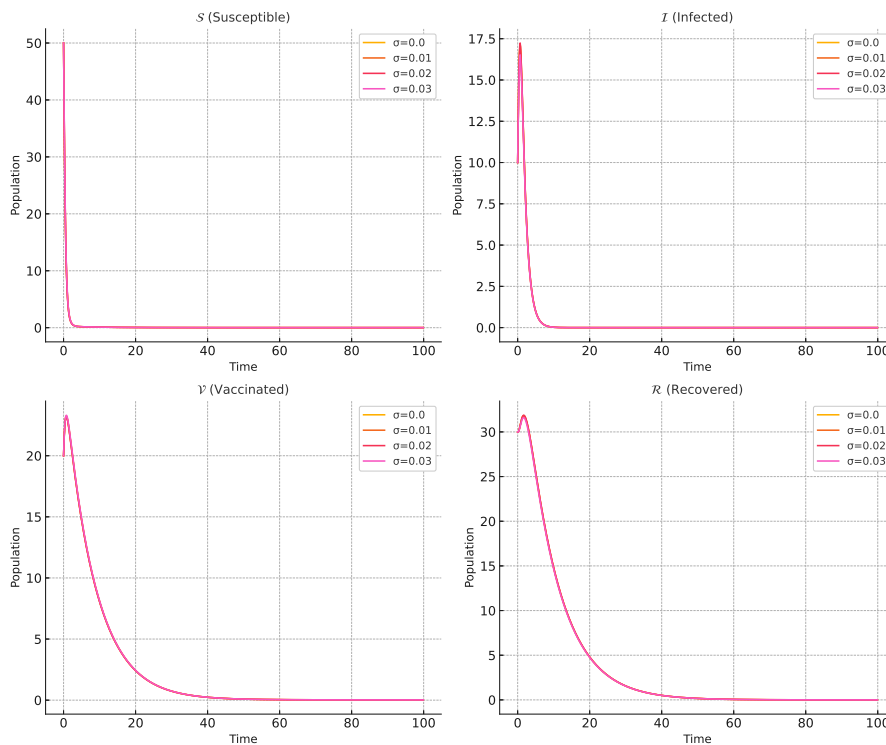 𝒮 (Susceptible)
50
40
30
20
10
0
Population
0 20 40 60 80 100
Time
σ=0.0
σ=0.01
σ=0.02
σ=0.03
ℐ (Infected)
17.5
15.0
12.5
10.0
7.5
5.0
2.5
0.0
Population
0 20 40 60 80 100
Time
σ=0.0
σ=0.01
σ=0.02
σ=0.03
𝒱 (Vaccinated)
20
15
10
5
0
Population
0 20 40 60 80 100
Time
σ=0.0
σ=0.01
σ=0.02
σ=0.03
ℛ (Recovered)
30
25
20
15
10
5
0
Population
0 20 40 60 80 100
Time
σ=0.0
σ=0.01
σ=0.02
σ=0.03